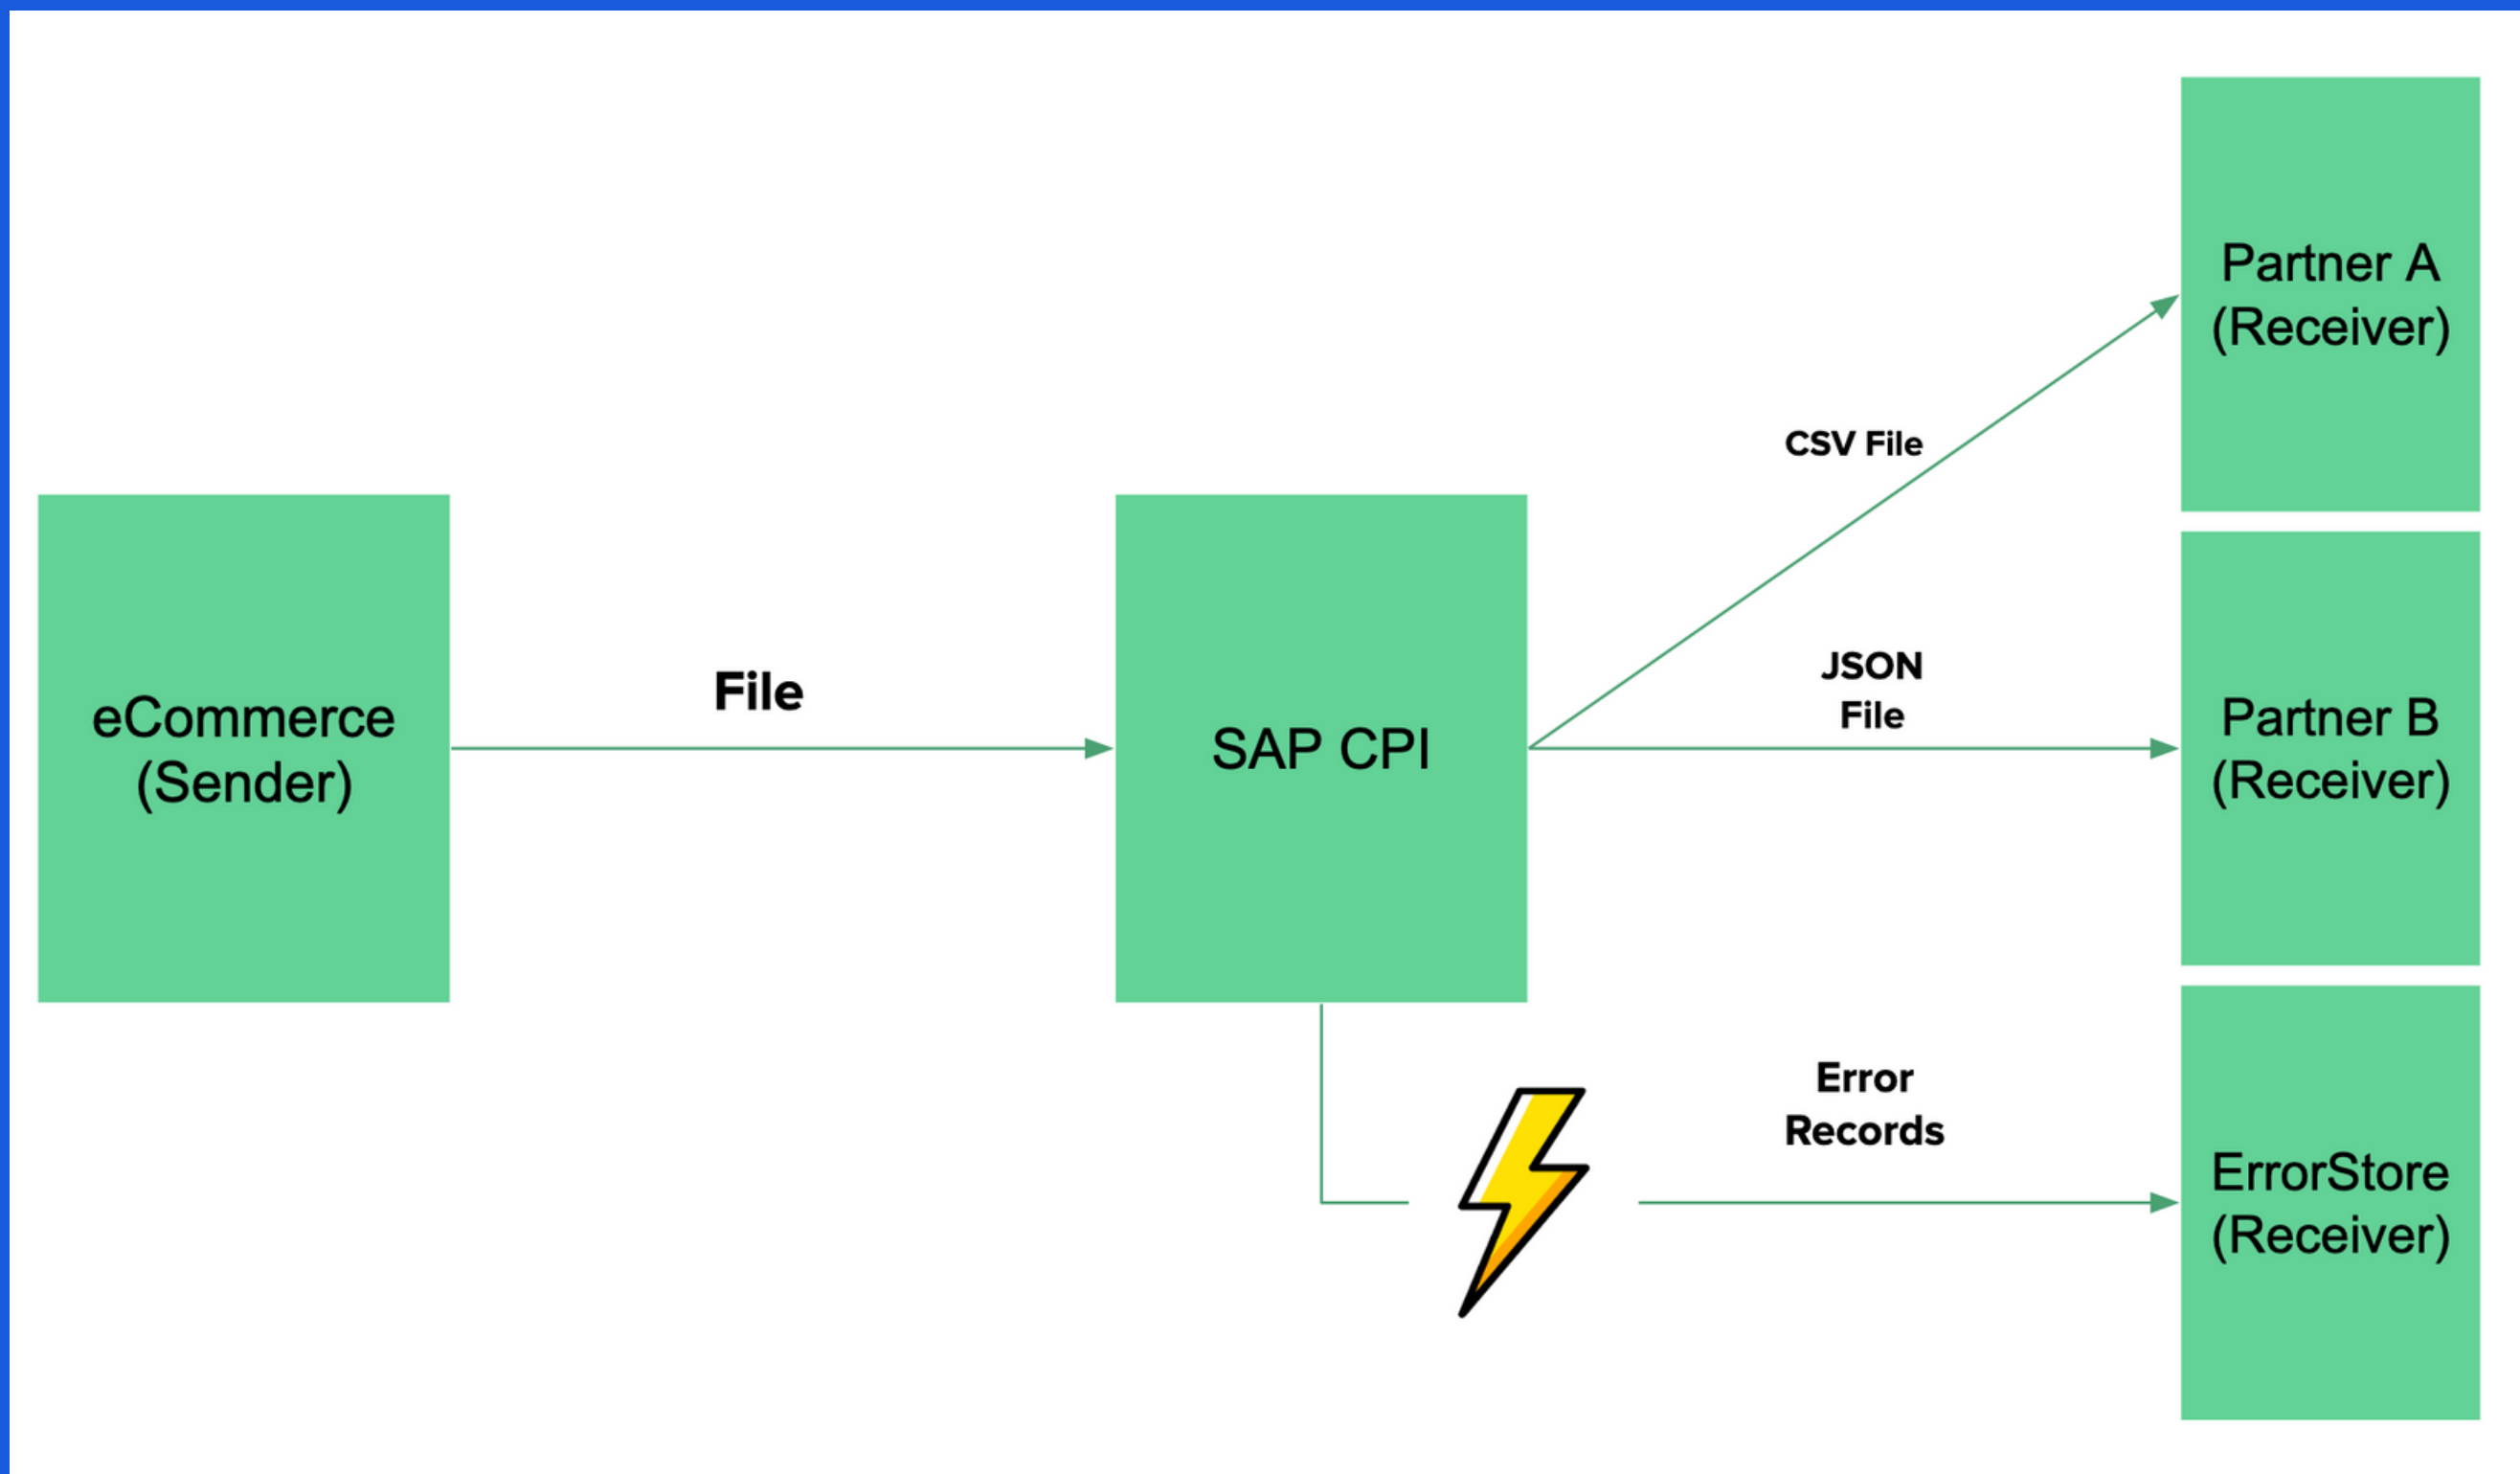 eCommerce
(Sender)
File
SAP CPI
CSV File
Partner A
(Receiver)
JSON
File
Partner B
(Receiver)
Error
Records
ErrorStore
(Receiver)